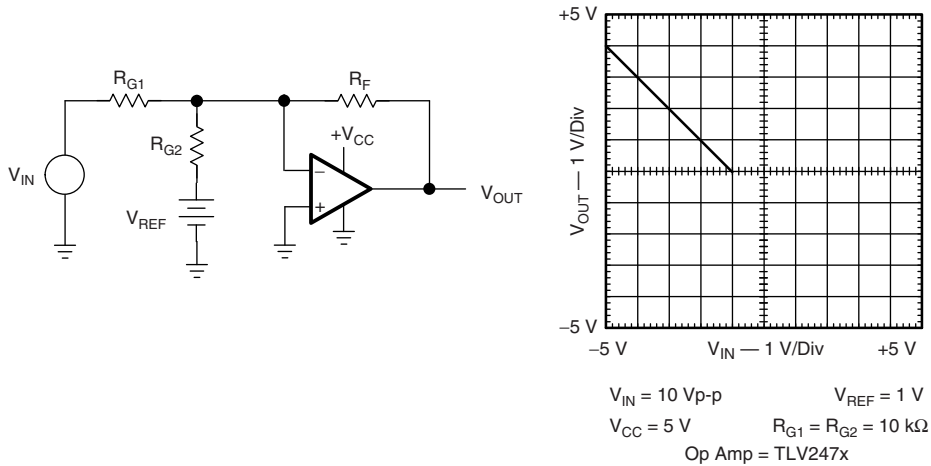 R_G1
R_F
R_G2
+V_CC
V_IN
V_REF
−
+
V_OUT
+5 V
V_OUT — 1 V/Div
−5 V
−5 V
V_IN — 1 V/Div
+5 V
V_IN = 10 Vp-p
V_REF = 1 V
V_CC = 5 V
R_G1 = R_G2 = 10 kΩ
Op Amp = TLV247x